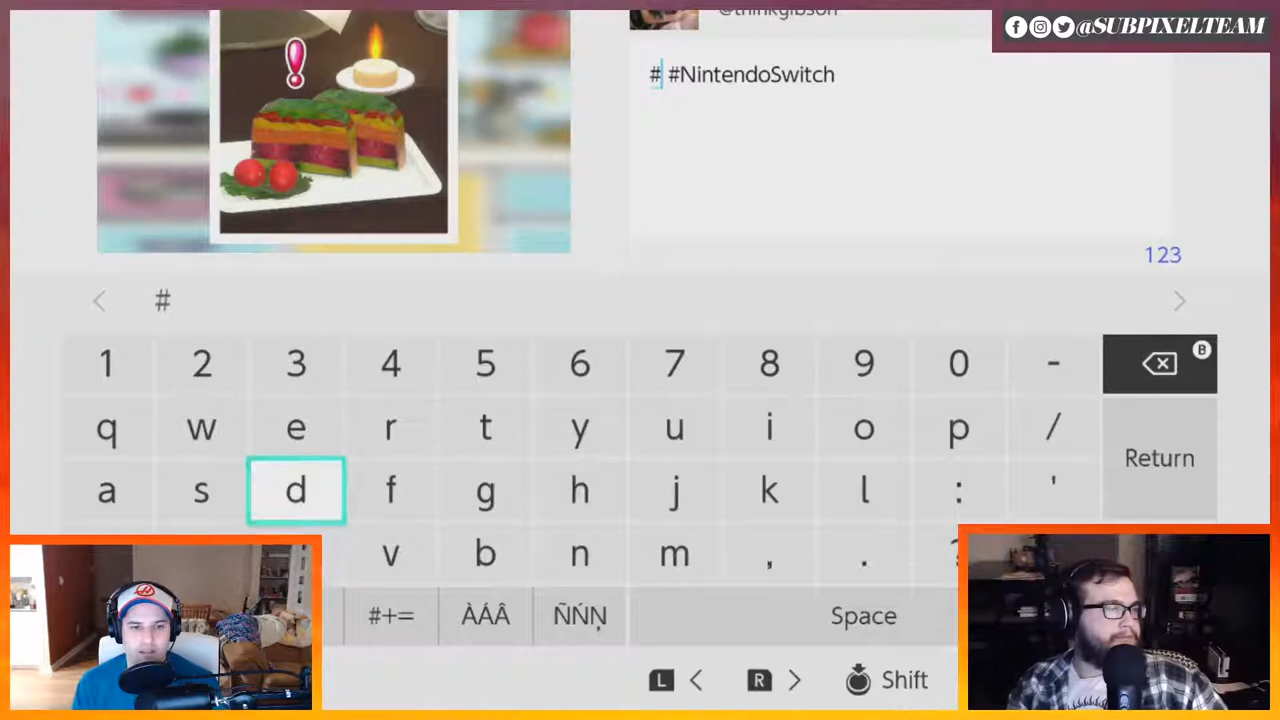 @thinkgibson
@SUBPIXELTEAM
# #NintendoSwitch
123
#
1 2 3 4 5 6 7 8 9 0 -
B
q w e r t y u i o p /
Return
a s d f g h j k l : '
v b n m , .
#+= ÀÁÂ ÑŃŅ Space
L < R > Shift